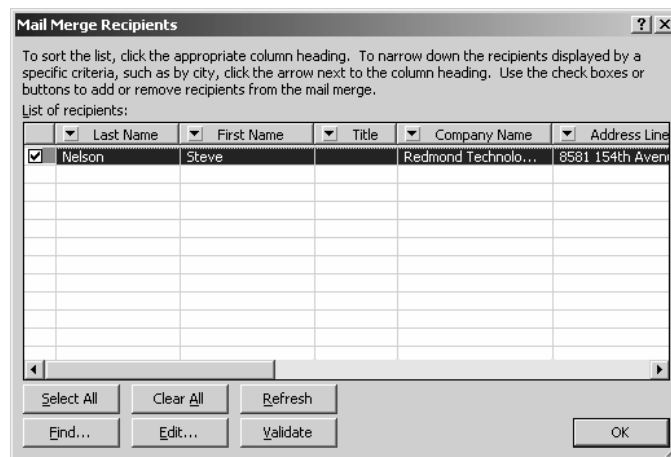 Mail Merge Recipients
To sort the list, click the appropriate column heading. To narrow down the recipients displayed by a
specific criteria, such as by city, click the arrow next to the column heading. Use the check boxes or
buttons to add or remove recipients from the mail merge.
List of recipients:
Last Name First Name Title Company Name Address Line
Nelson Steve Redmond Technolo... 8581 154th Avenu
Select All Clear All Refresh
Find... Edit... Validate OK